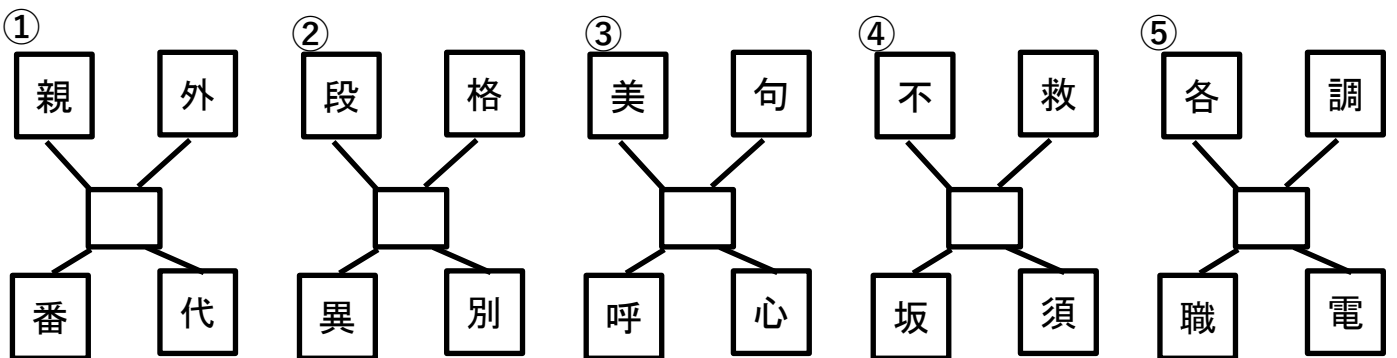 ① ② ③ ④ ⑤
親 外 段 格 美 句 不 救 各 調
番 代 異 別 呼 心 坂 須 職 電